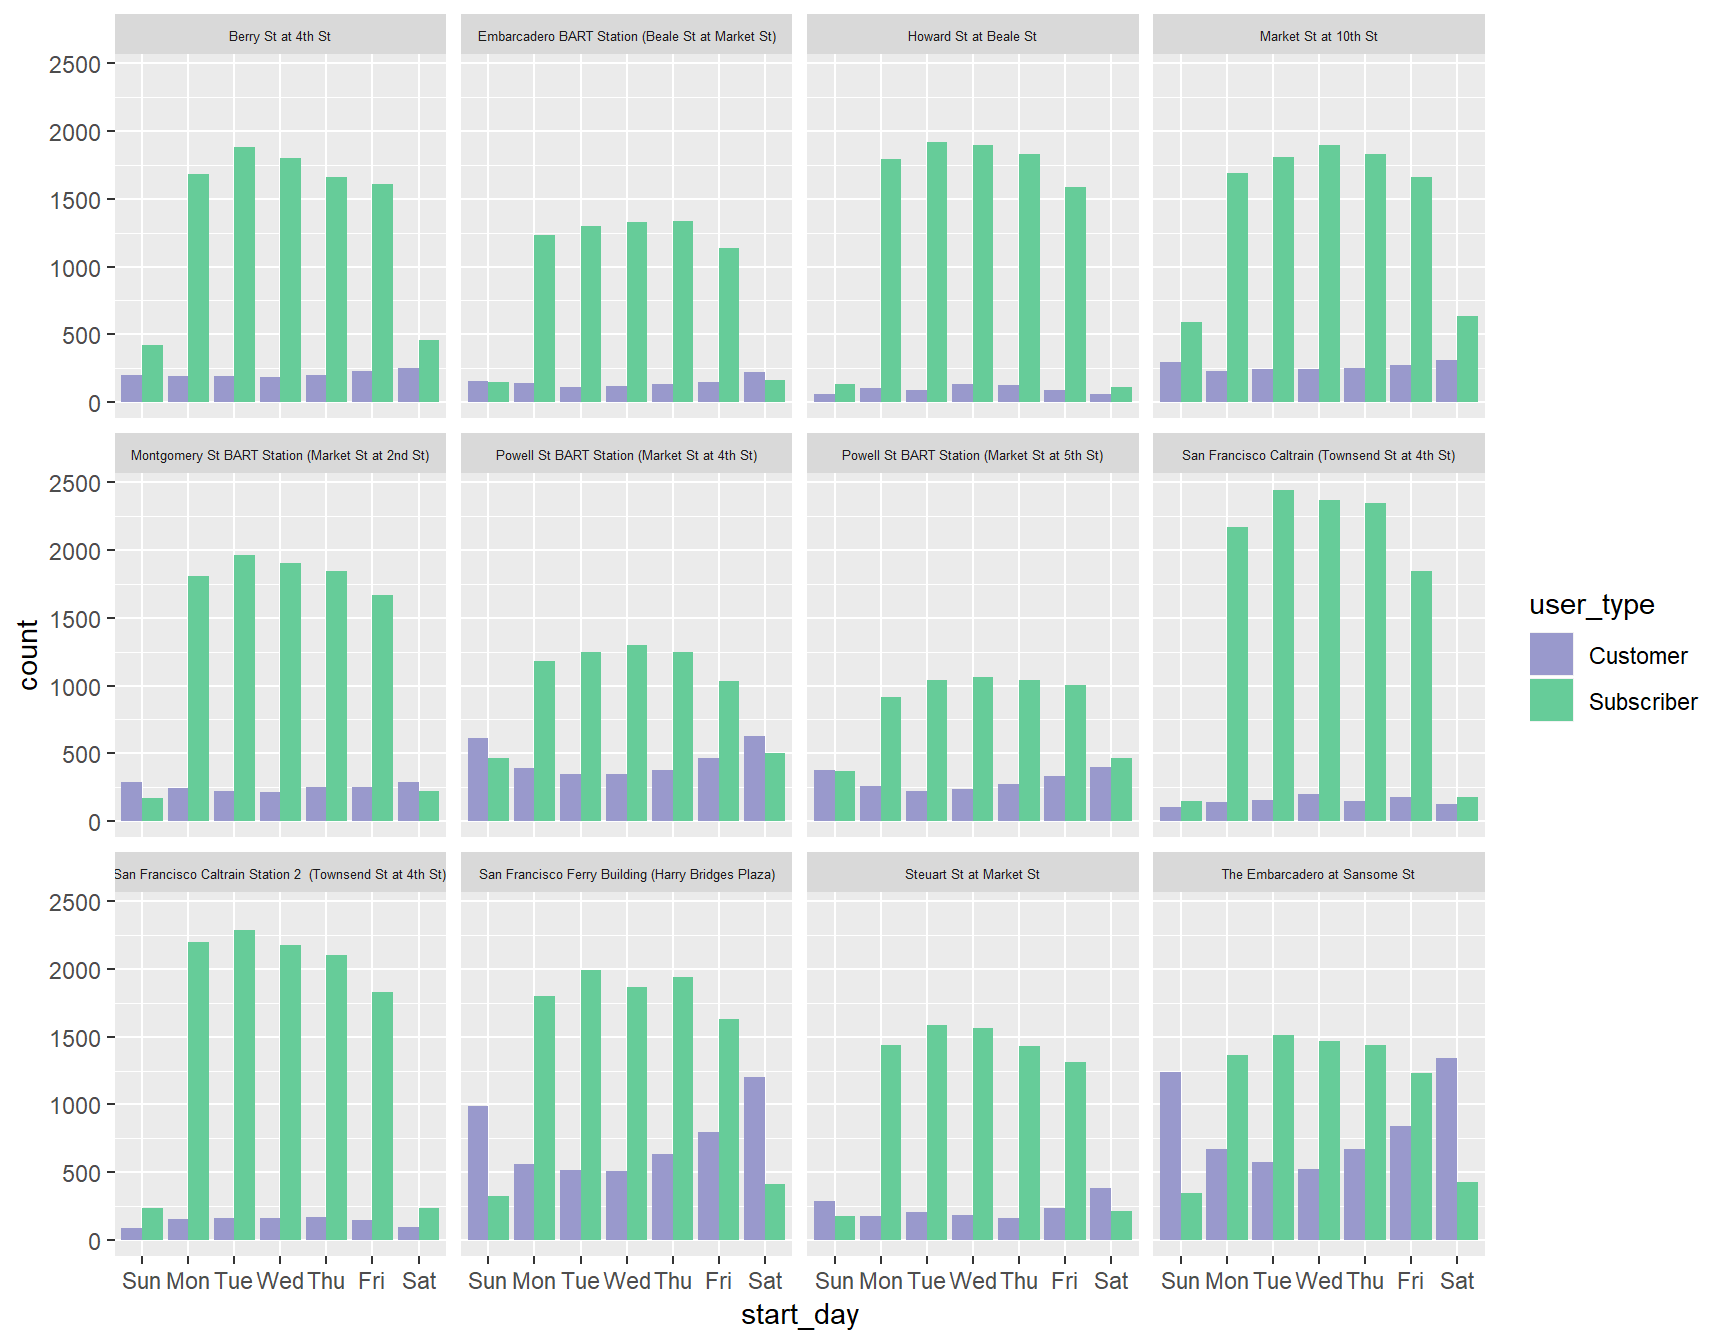 Berry St at 4th St
Embarcadero BART Station (Beale St at Market St)
Howard St at Beale St
Market St at 10th St
2500
2000
1500
1000
500
0
Montgomery St BART Station (Market St at 2nd St)
Powell St BART Station (Market St at 4th St)
Powell St BART Station (Market St at 5th St)
San Francisco Caltrain (Townsend St at 4th St)
2500
2000
1500
1000
500
0
San Francisco Caltrain Station 2  (Townsend St at 4th St)
San Francisco Ferry Building (Harry Bridges Plaza)
Steuart St at Market St
The Embarcadero at Sansome St
2500
2000
1500
1000
500
0
Sun Mon Tue Wed Thu Fri Sat
Sun Mon Tue Wed Thu Fri Sat
Sun Mon Tue Wed Thu Fri Sat
Sun Mon Tue Wed Thu Fri Sat
start_day
count
user_type
Customer
Subscriber